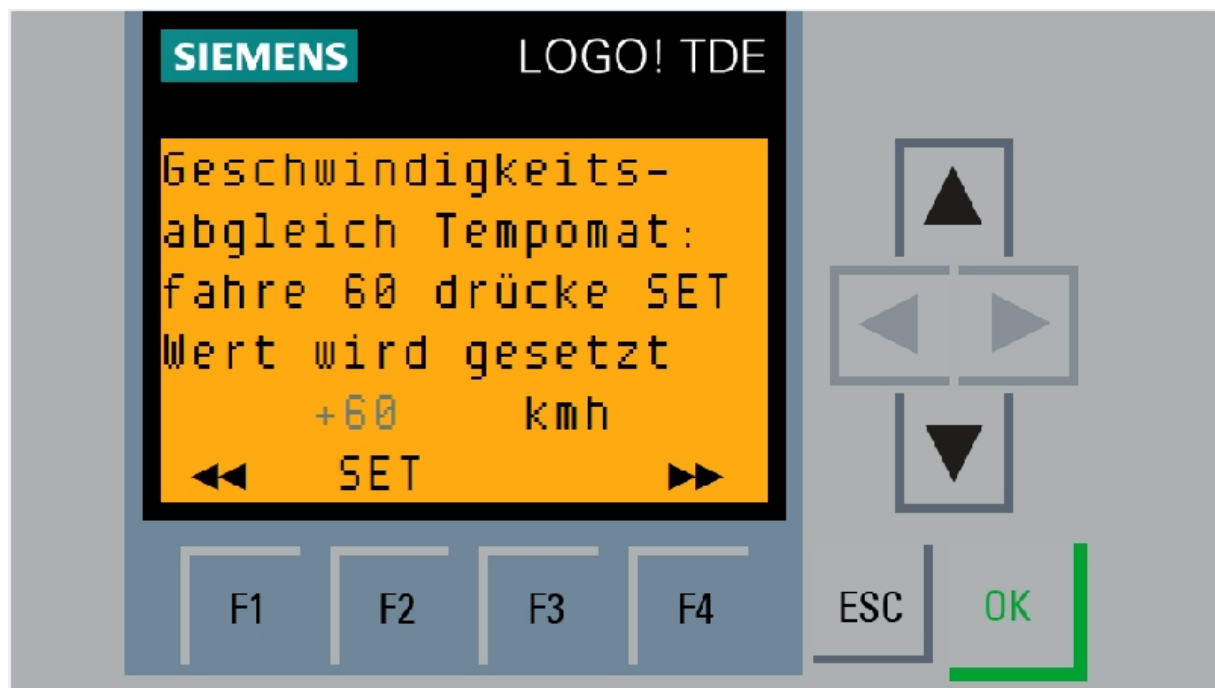 SIEMENS LOGO! TDE
Geschwindigkeits-
abgleich Tempomat:
fahre 60 drücke SET
Wert wird gesetzt
+60 kmh
◀◀ SET ▶▶
F1 F2 F3 F4 ESC OK